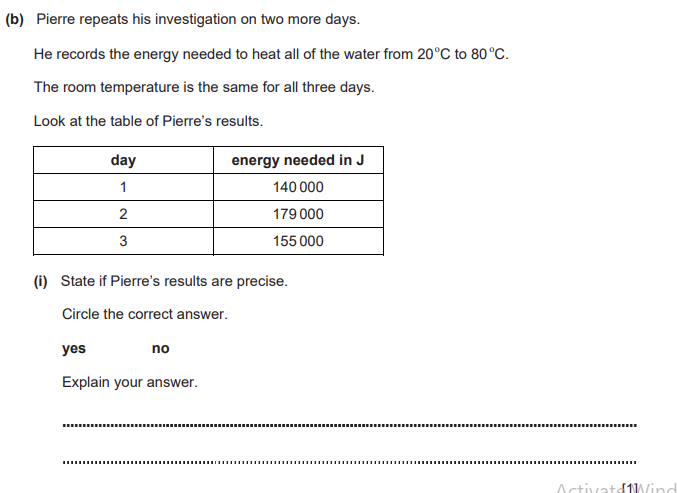 (b) Pierre repeats his investigation on two more days.
He records the energy needed to heat all of the water from 20°C to 80°C.
The room temperature is the same for all three days.
Look at the table of Pierre's results.
day energy needed in J
1 140 000
2 179 000
3 155 000
(i) State if Pierre's results are precise.
Circle the correct answer.
yes no
Explain your answer.
[1]
Activate Wind